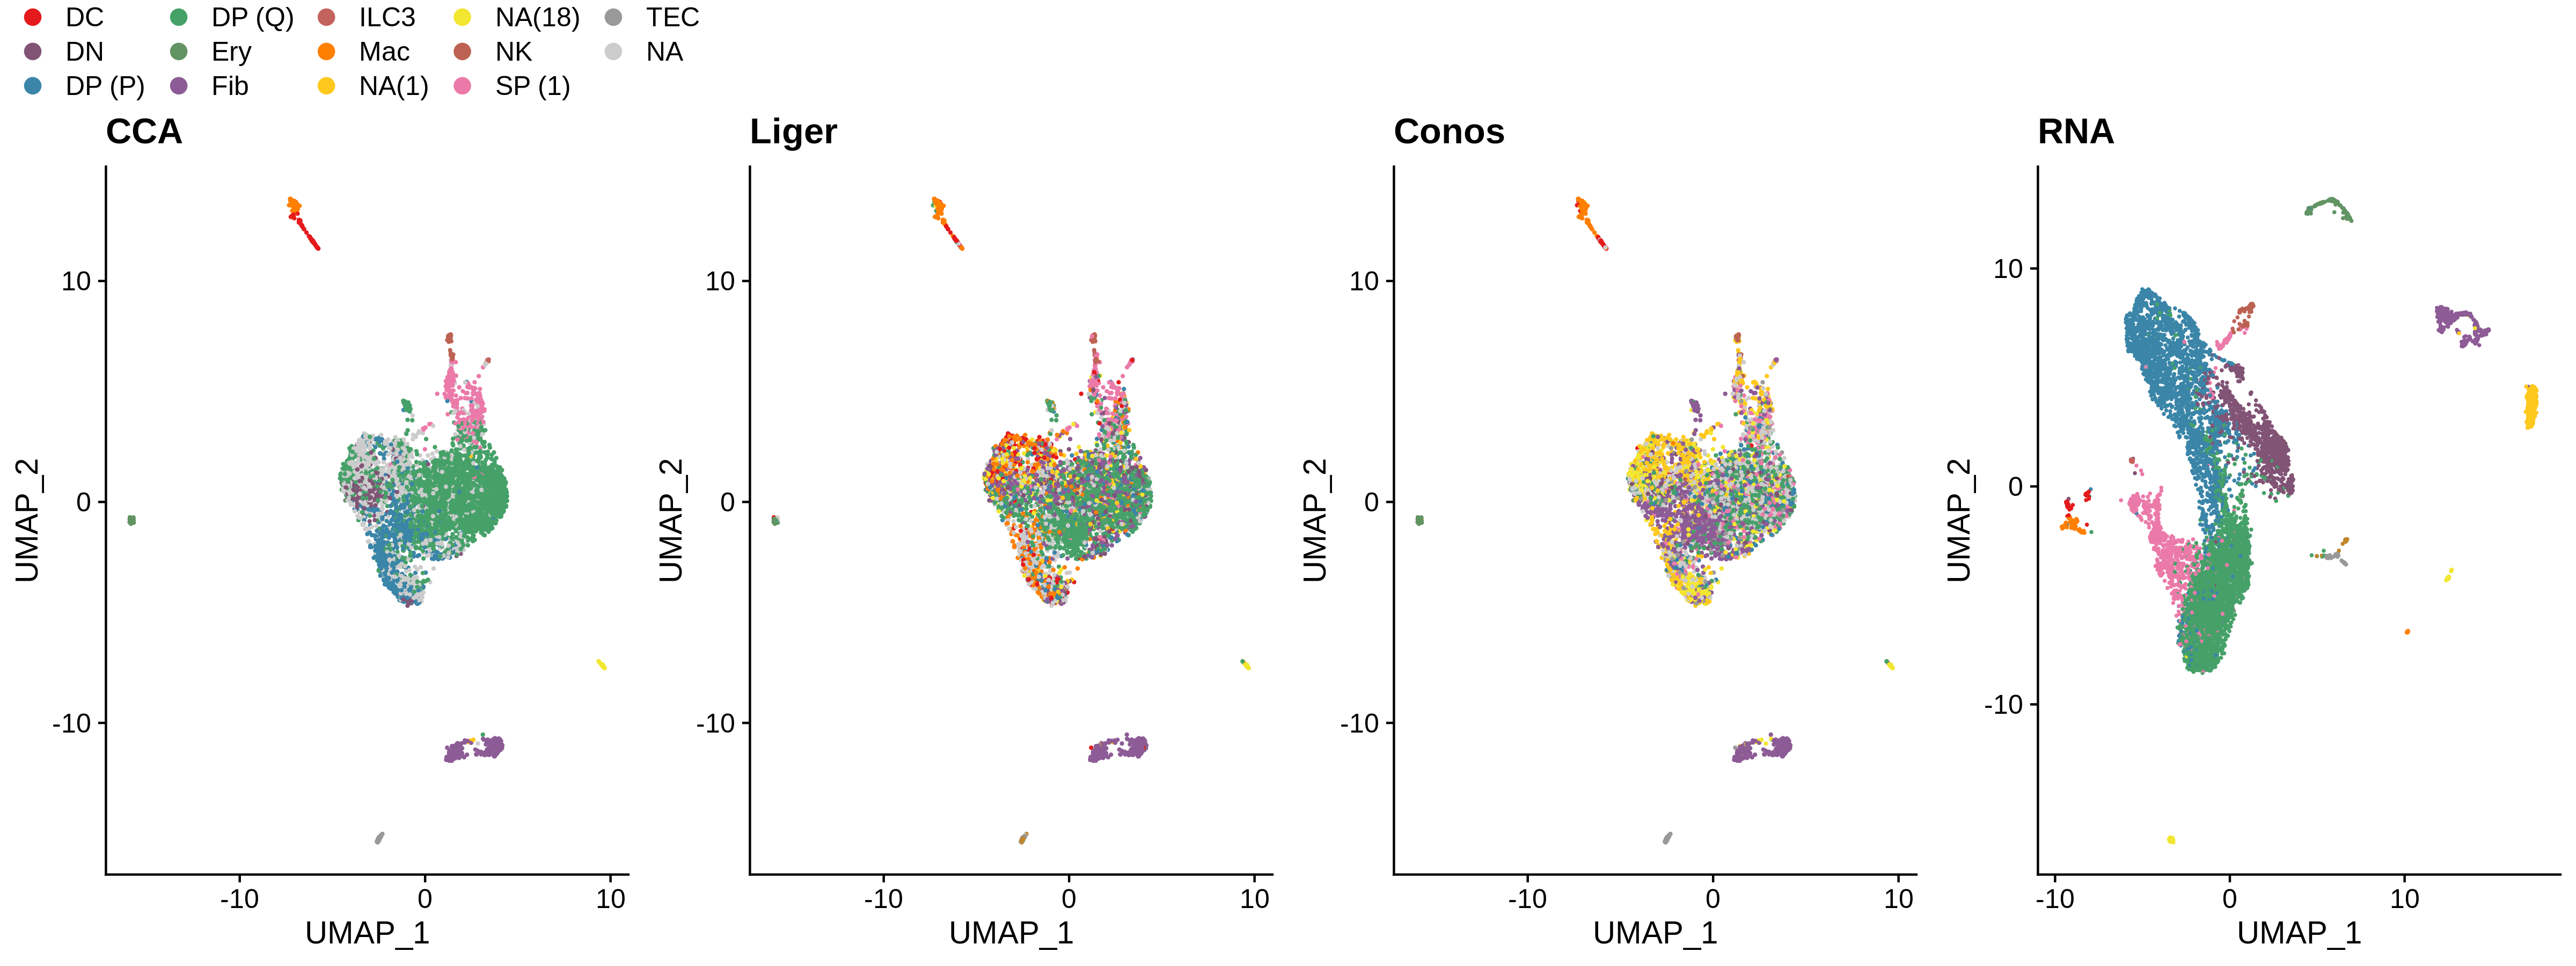 DC DP (Q) ILC3 NA(18) TEC
DN Ery Mac NK NA
DP (P) Fib NA(1) SP (1)
CCA Liger Conos RNA
10 10 10 10
0 0 0 0
-10 -10 -10 -10
UMAP_2 UMAP_2 UMAP_2 UMAP_2
-10 0 10 -10 0 10 -10 0 10 -10 0 10
UMAP_1 UMAP_1 UMAP_1 UMAP_1